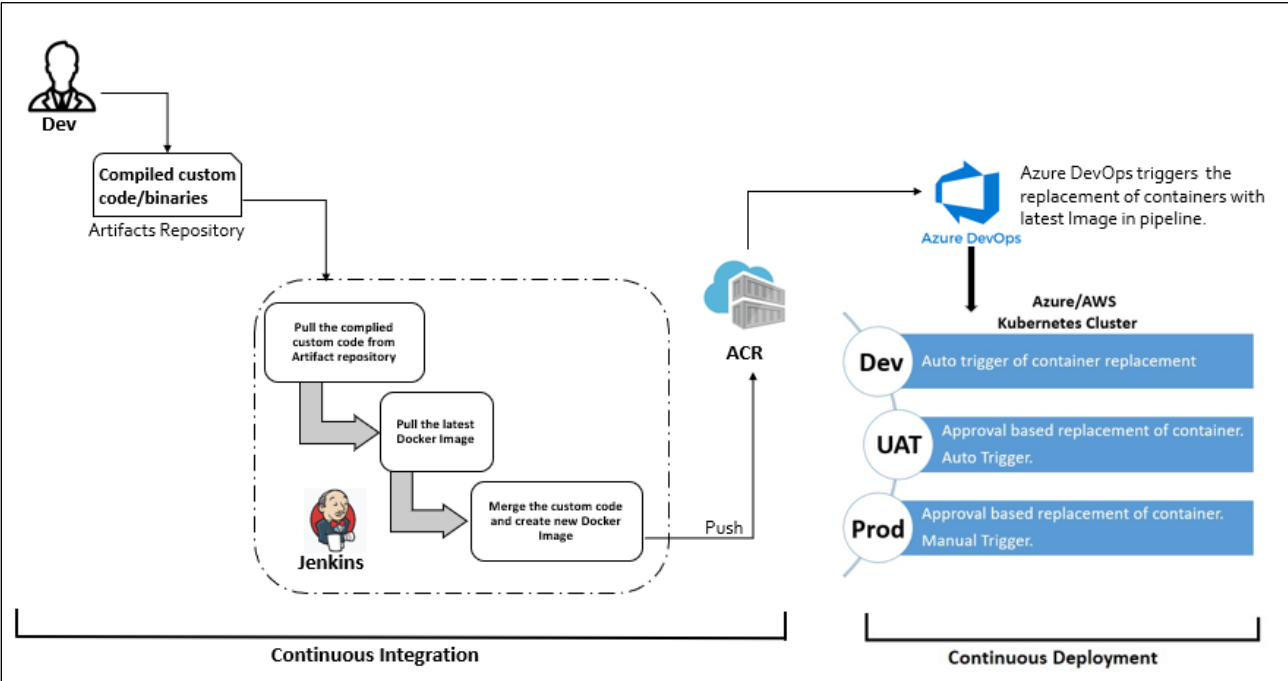 Dev
Compiled custom
code/binaries
Artifacts Repository
Pull the complied
custom code from
Artifact repository
Pull the latest
Docker Image
Merge the custom code
and create new Docker
Image
Jenkins
Push
ACR
Azure DevOps
Azure DevOps triggers the
replacement of containers with
latest Image in pipeline.
Azure/AWS
Kubernetes Cluster
Dev
Auto trigger of container replacement
UAT
Approval based replacement of container.
Auto Trigger.
Prod
Approval based replacement of container.
Manual Trigger.
Continuous Integration
Continuous Deployment